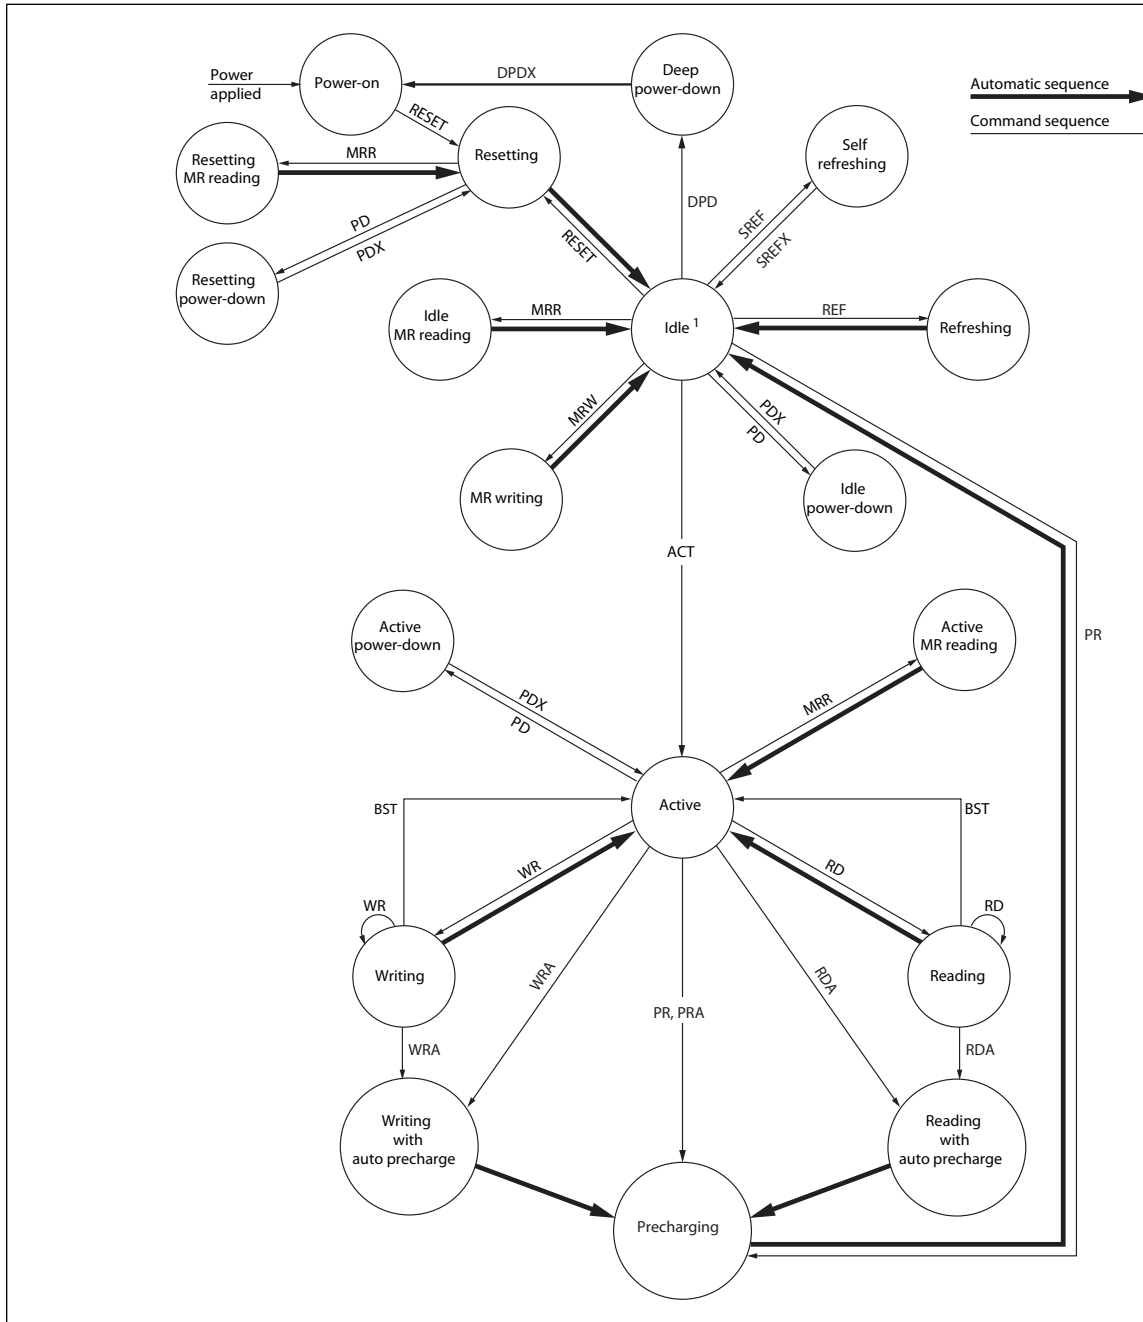 Power
applied
Power-on
DPDX
Deep
power-down
Automatic sequence
Command sequence
RESET
Resetting
MR reading
MRR
Resetting
Self
refreshing
PD
PDX
RESET
DPD
SREF
SREFX
Resetting
power-down
Idle
MR reading
MRR
Idle 1
REF
Refreshing
MRW
PDX
PD
MR writing
Idle
power-down
ACT
Active
power-down
Active
MR reading
PR
PDX
PD
MRR
Active
BST
BST
WR
RD
WR
RD
Writing
Reading
WRA
RDA
PR, PRA
WRA
RDA
Writing
with
auto precharge
Reading
with
auto precharge
Precharging